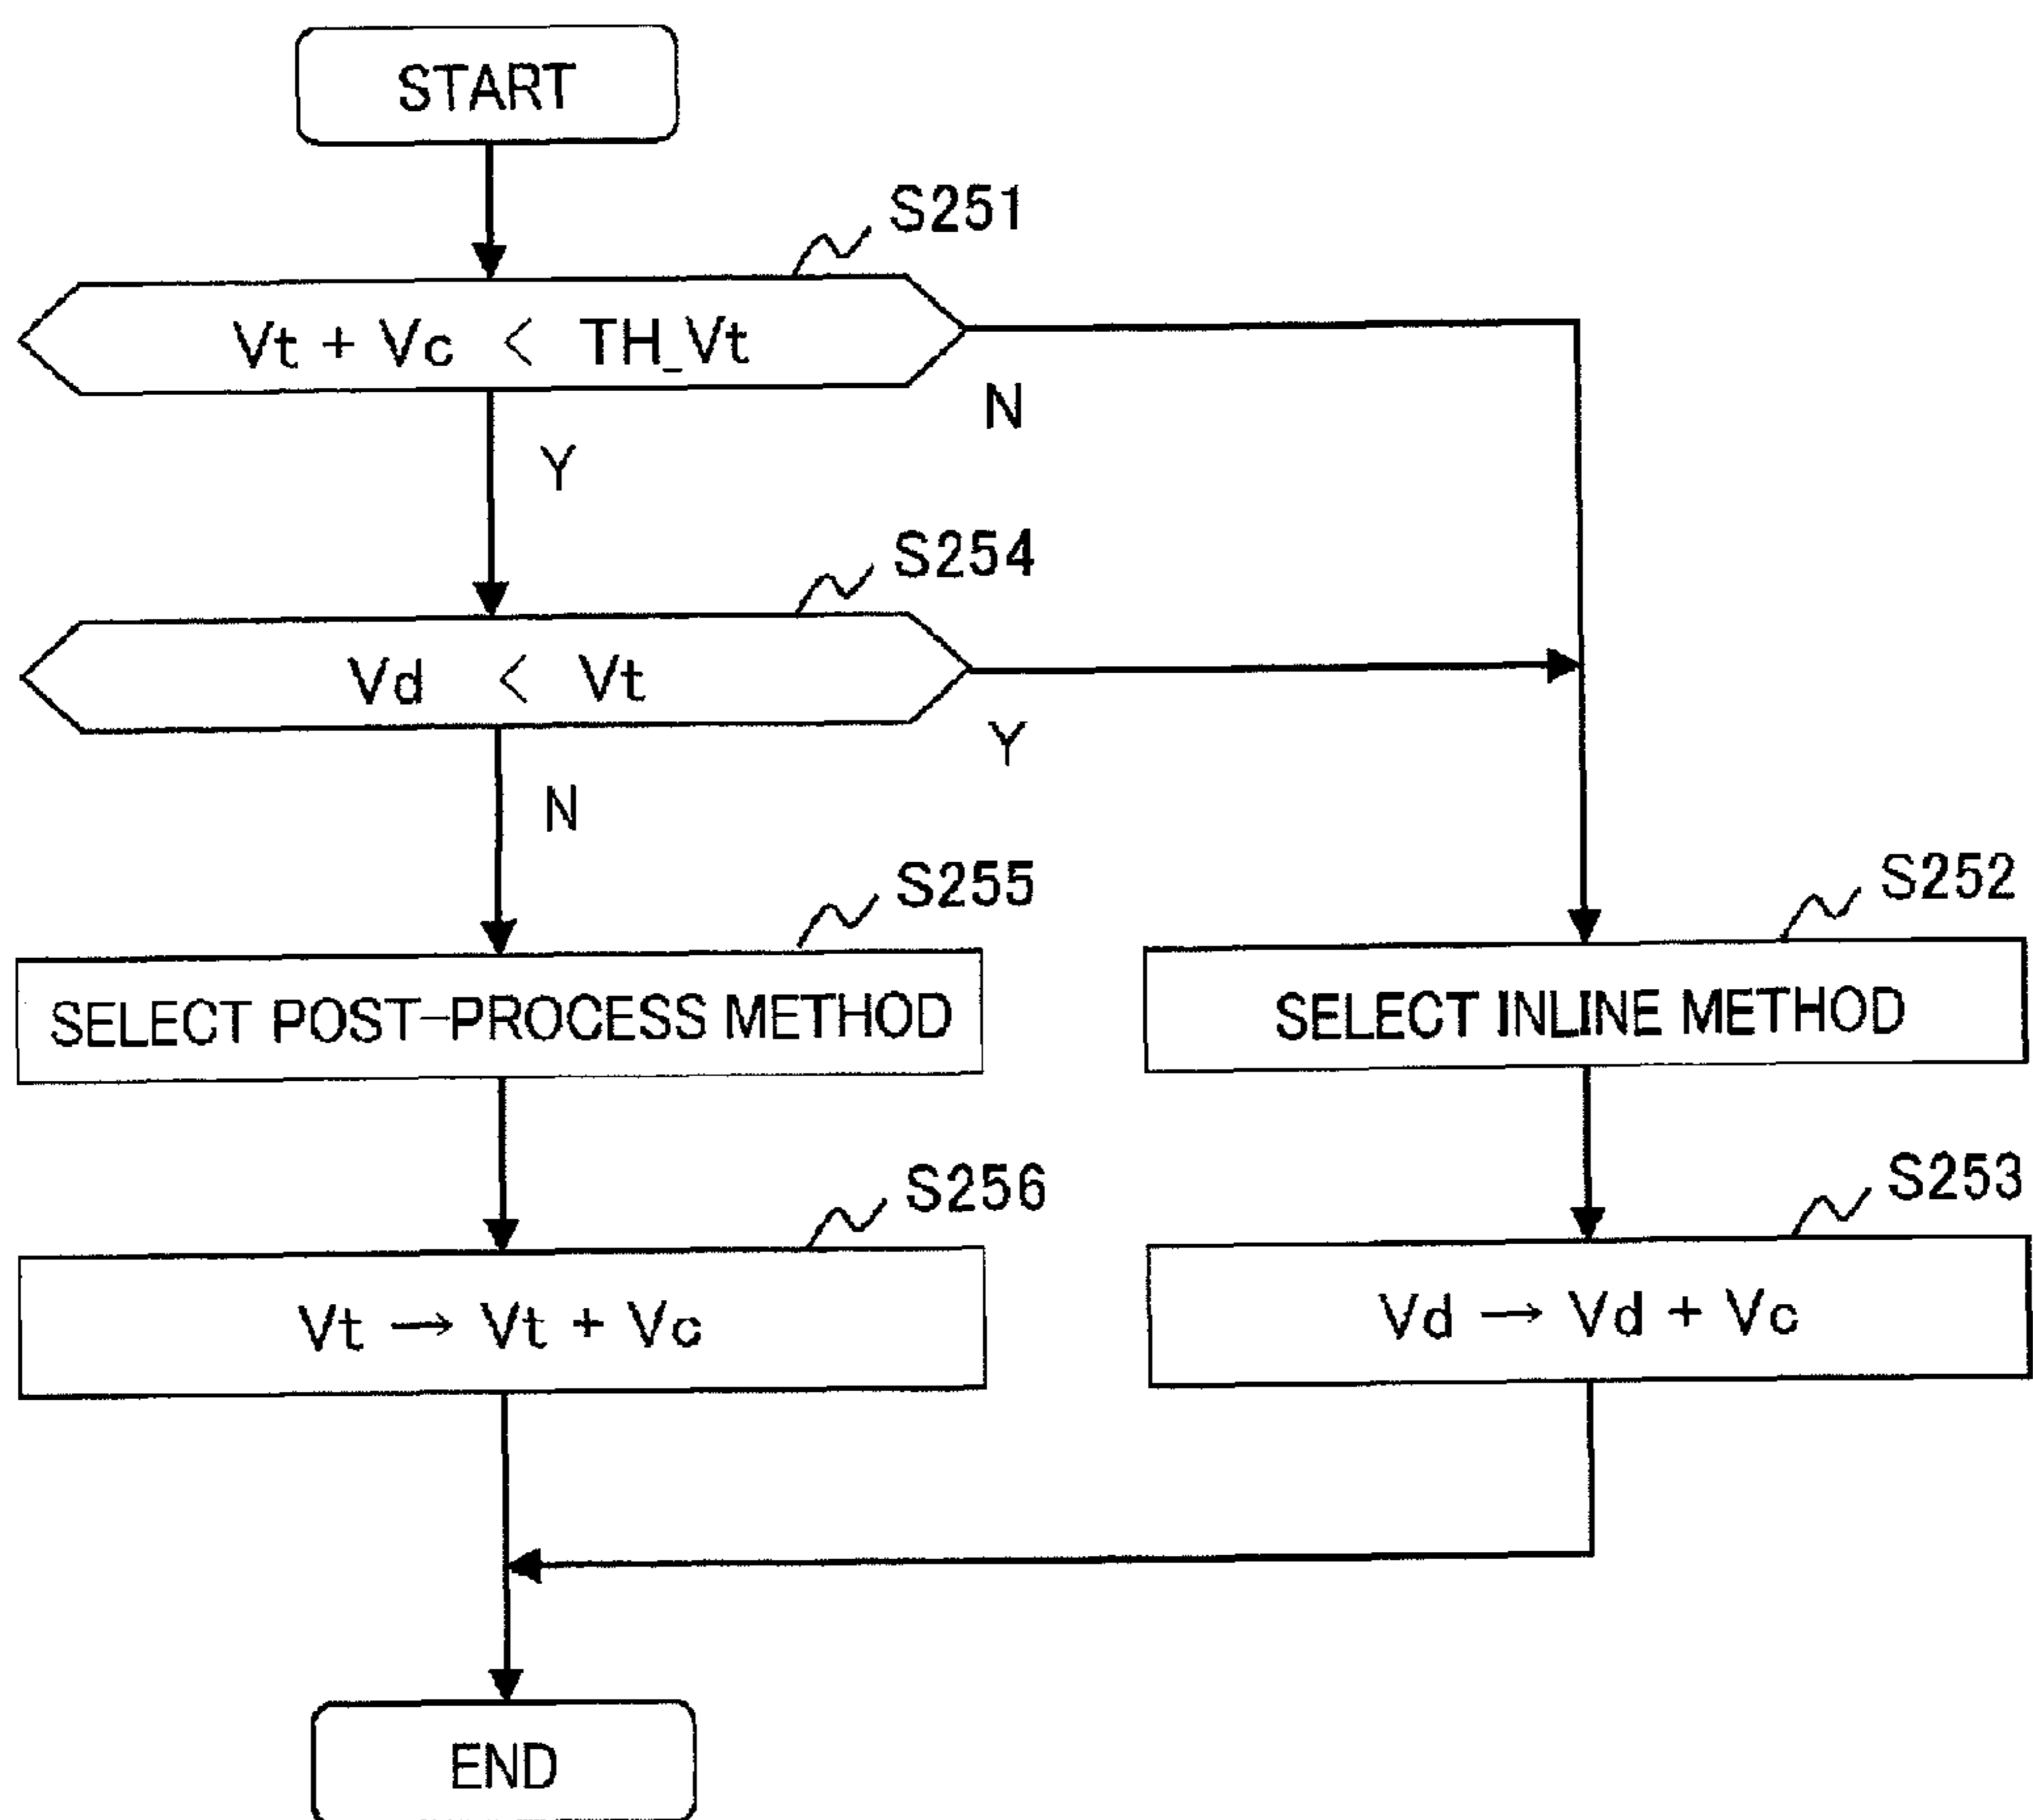 START
S251
Vt + Vc < TH_Vt
N
Y
S254
Vd < Vt
Y
N
S255
S252
SELECT POST-PROCESS METHOD
SELECT INLINE METHOD
S256
S253
Vt → Vt + Vc
Vd → Vd + Vc
END